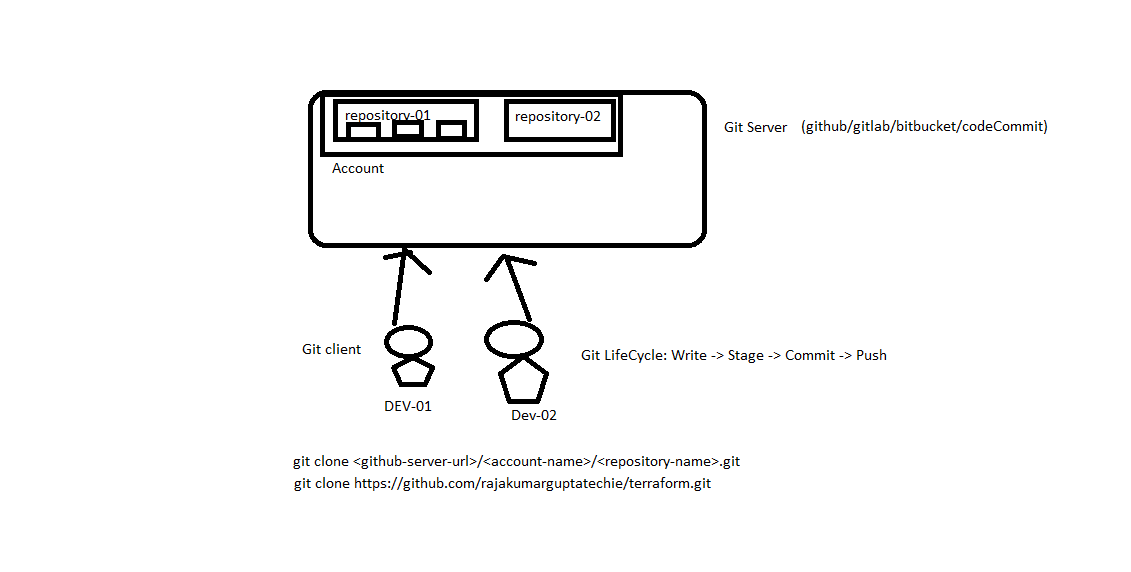 repository-01
repository-02
Git Server (github/gitlab/bitbucket/codeCommit)
Account
Git client
Git LifeCycle: Write -> Stage -> Commit -> Push
DEV-01
Dev-02
git clone <github-server-url>/<account-name>/<repository-name>.git
git clone https://github.com/rajakumarguptatechie/terraform.git